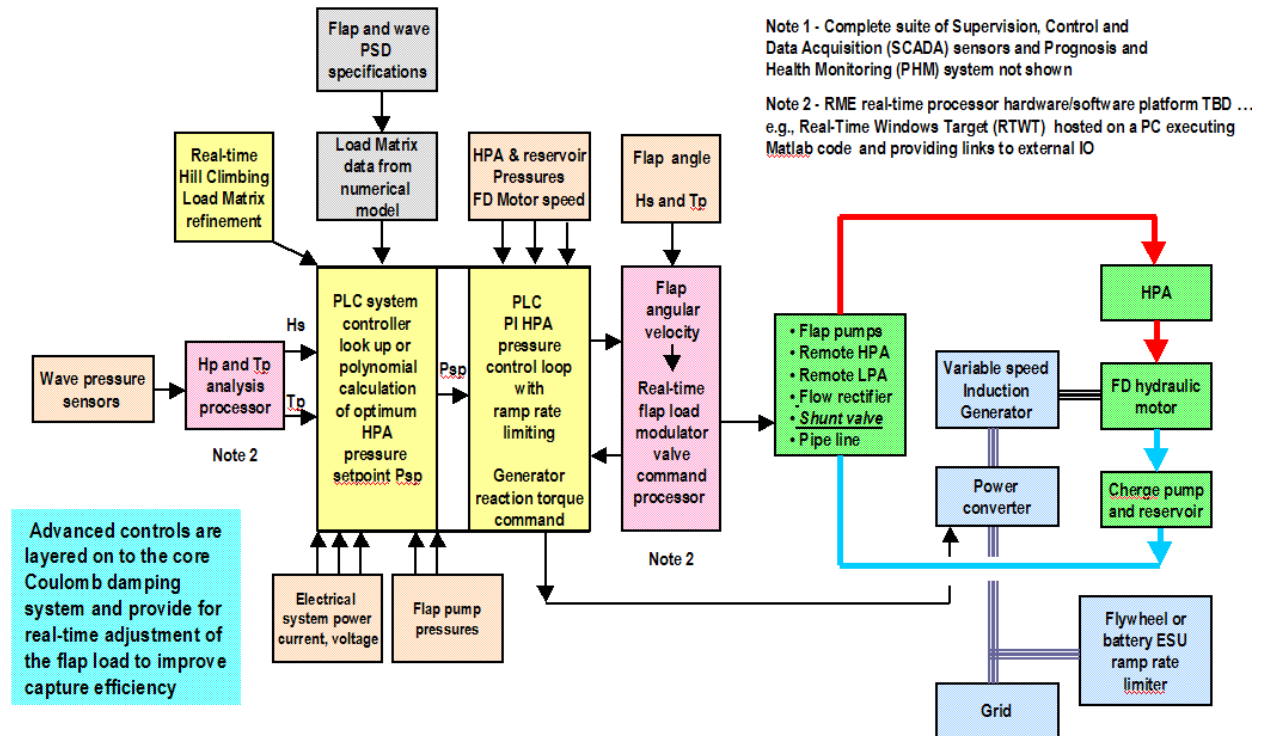 Flap and wave
PSD
specifications
Note 1 - Complete suite of Supervision, Control and
Data Acquisition (SCADA) sensors and Prognosis and
Health Monitoring (PHM) system not shown
Note 2 - RME real-time processor hardware/software platform TBD …
e.g., Real-Time Windows Target (RTWT) hosted on a PC executing
Matlab code and providing links to external IO
Real-time
Hill Climbing
Load Matrix
refinement
Load Matrix
data from
numerical
model
HPA & reservoir
Pressures
FD Motor speed
Flap angle
Hs and Tp
Wave pressure
sensors
Hp and Tp
analysis
processor
Note 2
Hs
Tp
PLC system
controller
look up or
polynomial
calculation
of optimum
HPA
pressure
setpoint Psp
Psp
PLC
PI HPA
pressure
control loop
with
ramp rate
limiting
Generator
reaction torque
command
Flap
angular
velocity
Real-time
flap load
modulator
valve
command
processor
Note 2
• Flap pumps
• Remote HPA
• Remote LPA
• Flow rectifier
• Shunt valve
• Pipe line
HPA
Variable speed
Induction
Generator
FD hydraulic
motor
Power
converter
Cherge pump
and reservoir
Advanced controls are
layered on to the core
Coulomb damping
system and provide for
real-time adjustment of
the flap load to improve
capture efficiency
Electrical
system power
current, voltage
Flap pump
pressures
Flywheel or
battery ESU
ramp rate
limiter
Grid